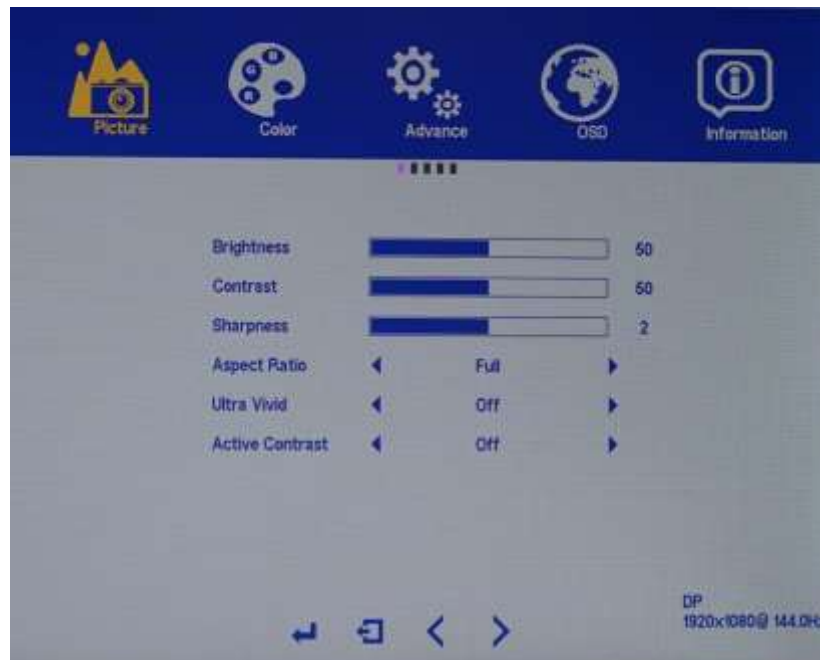 Picture Color Advance OSD Information
Brightness 50
Contrast 50
Sharpness 2
Aspect Ratio Full
Ultra Vivid Off
Active Contrast Off
DP
1920x1080@ 144.0Hz